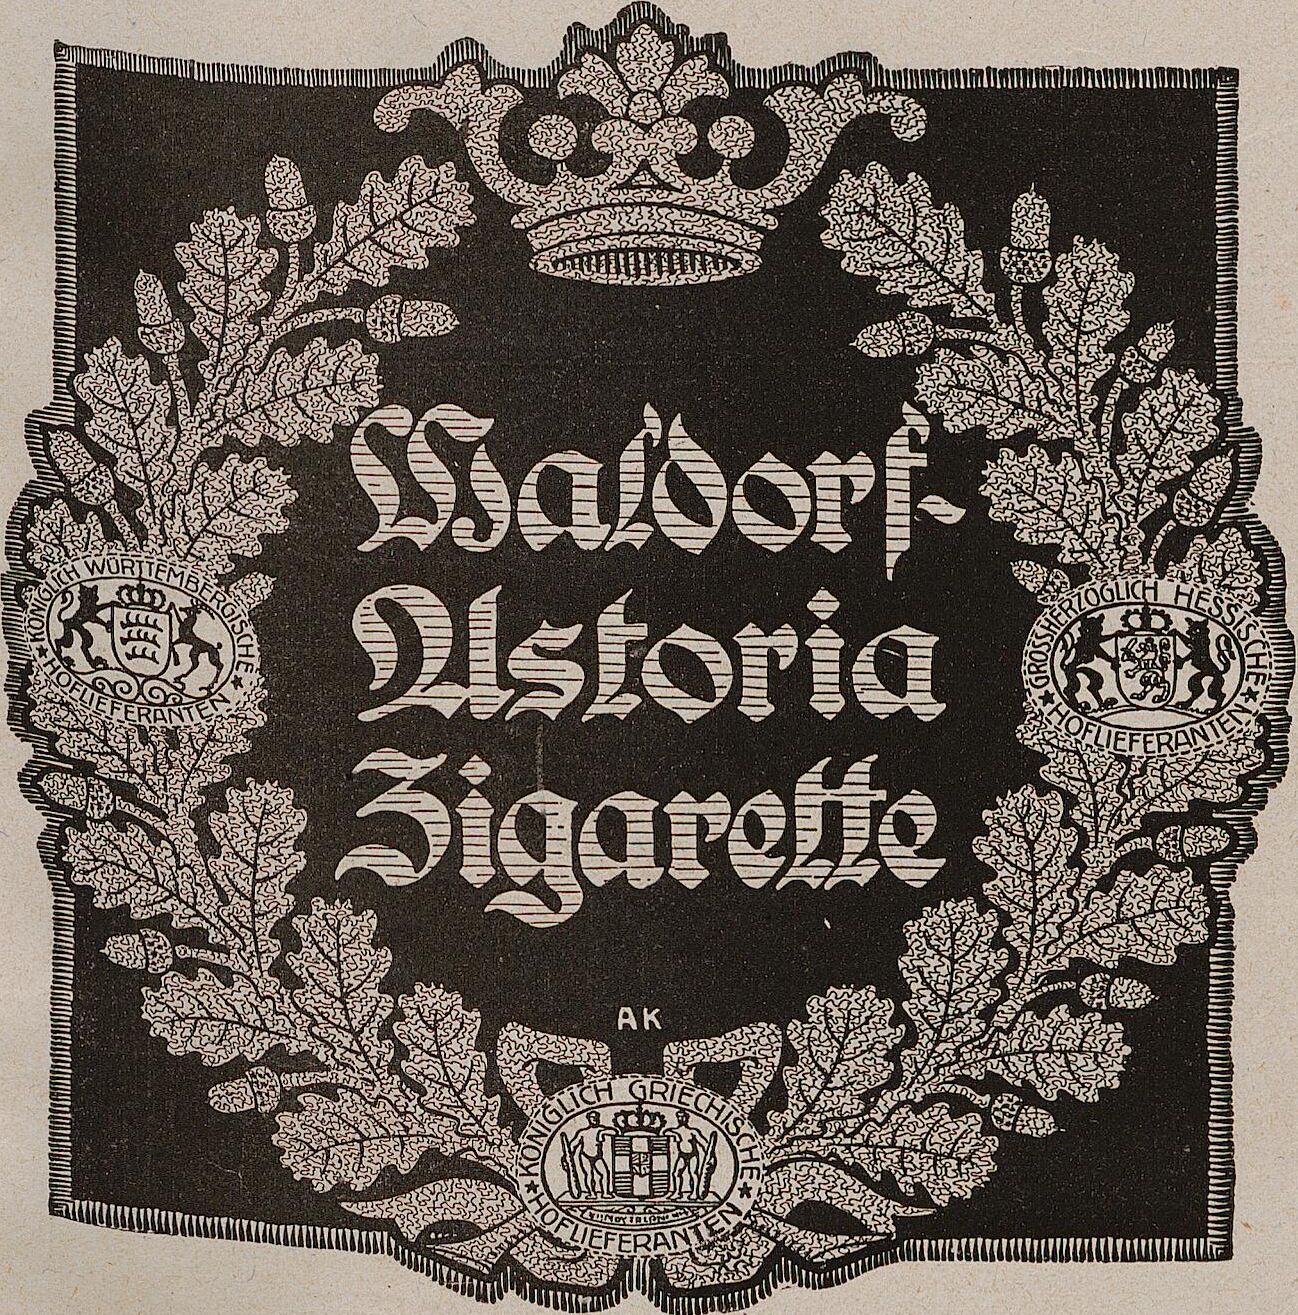 Waldorf-
Astoria
Zigarette
KÖNIGLICH WÜRTTEMBERGISCHE
★ HOFLIEFERANTEN ★
GROSSHERZOGLICH HESSISCHE
★ HOFLIEFERANTEN ★
AK
KÖNIGLICH GRIECHISCHE
★ HOFLIEFERANTEN ★